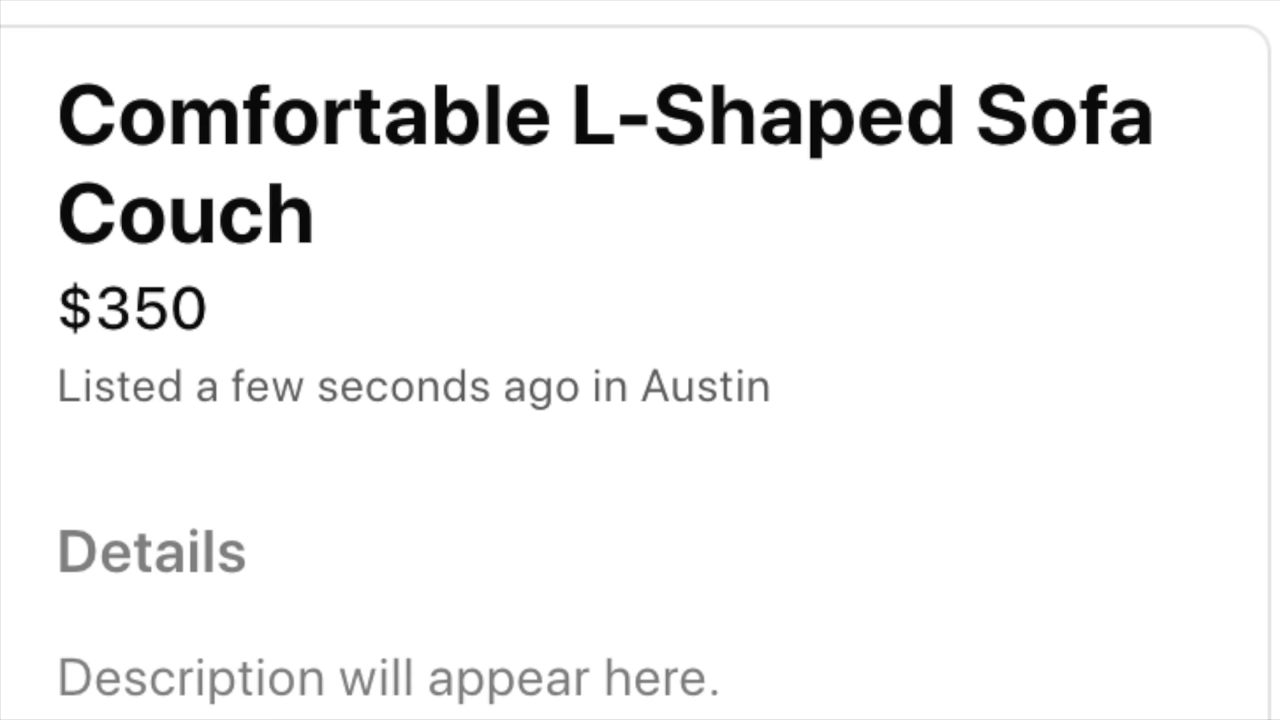 Comfortable L-Shaped Sofa
Couch
$350
Listed a few seconds ago in Austin
Details
Description will appear here.